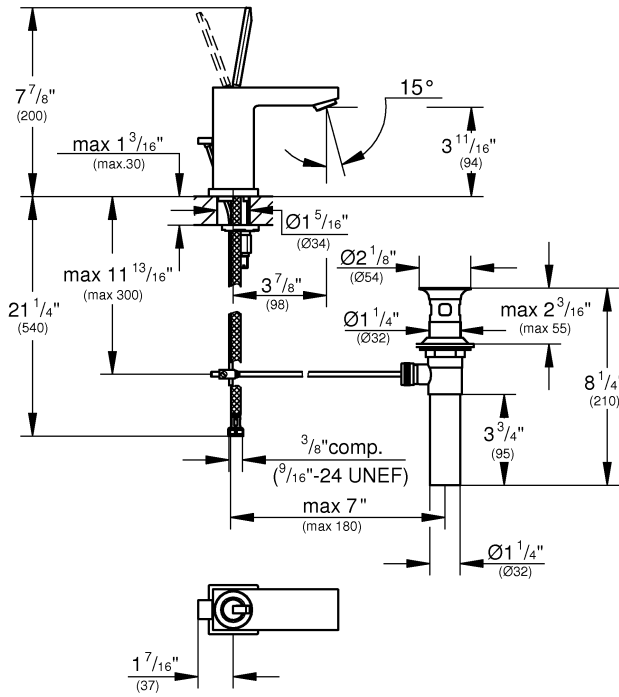 7 7/8"
(200)
15°
max 1 3/16"
(max.30)
3 11/16"
(94)
Ø1 5/16"
(Ø34)
max 11 13/16"
(max 300)
3 7/8"
(98)
Ø2 1/8"
(Ø54)
21 1/4"
(540)
Ø1 1/4"
(Ø32)
max 2 3/16"
(max 55)
8 1/4"
(210)
3 3/4"
(95)
3/8"comp.
(9/16"-24 UNEF)
max 7"
(max 180)
Ø1 1/4"
(Ø32)
1 7/16"
(37)